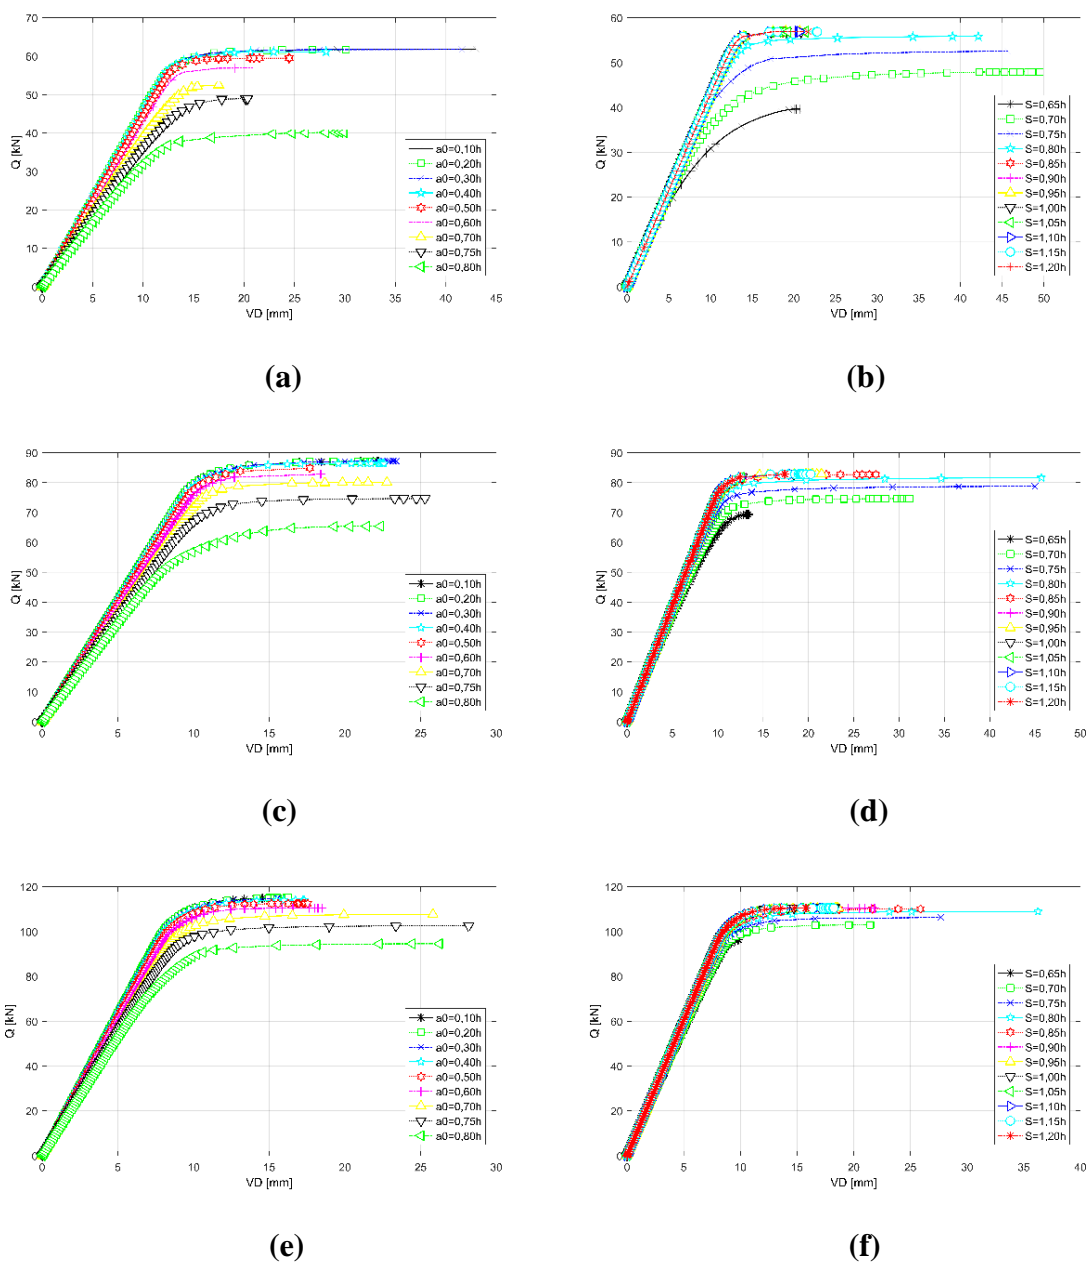 70
60
50
40
30
20
10
0
Q [kN]
0 5 10 15 20 25 30 35 40 45
VD [mm]
a0=0,10h
a0=0,20h
a0=0,30h
a0=0,40h
a0=0,50h
a0=0,60h
a0=0,70h
a0=0,75h
a0=0,80h
(a)
60
50
40
30
20
10
Q [kN]
0 5 10 15 20 25 30 35 40 45 50
VD [mm]
S=0,65h
S=0,70h
S=0,75h
S=0,80h
S=0,85h
S=0,90h
S=0,95h
S=1,00h
S=1,05h
S=1,10h
S=1,15h
S=1,20h
(b)
90
80
70
60
50
40
30
20
10
0
Q [kN]
0 5 10 15 20 25 30
VD [mm]
a0=0,10h
a0=0,20h
a0=0,30h
a0=0,40h
a0=0,50h
a0=0,60h
a0=0,70h
a0=0,75h
a0=0,80h
(c)
90
80
70
60
50
40
30
20
10
0
Q [kN]
0 5 10 15 20 25 30 35 40 45 50
VD [mm]
S=0,65h
S=0,70h
S=0,75h
S=0,80h
S=0,85h
S=0,90h
S=0,95h
S=1,00h
S=1,05h
S=1,10h
S=1,15h
S=1,20h
(d)
120
100
80
60
40
20
0
Q [kN]
0 5 10 15 20 25 30
VD [mm]
a0=0,10h
a0=0,20h
a0=0,30h
a0=0,40h
a0=0,50h
a0=0,60h
a0=0,70h
a0=0,75h
a0=0,80h
(e)
120
100
80
60
40
20
0
Q [kN]
0 5 10 15 20 25 30 35 40
VD [mm]
S=0,65h
S=0,70h
S=0,75h
S=0,80h
S=0,85h
S=0,90h
S=0,95h
S=1,00h
S=1,05h
S=1,10h
S=1,15h
S=1,20h
(f)